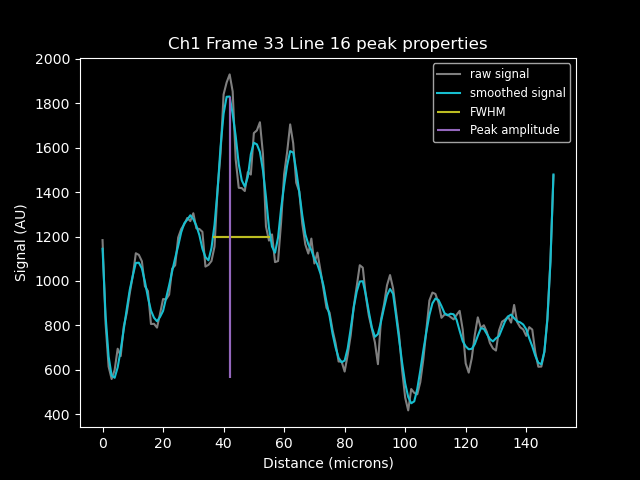 Ch1 Frame 33 Line 16 peak properties
raw signal
smoothed signal
FWHM
Peak amplitude
Signal (AU)
2000
1800
1600
1400
1200
1000
800
600
400
0 20 40 60 80 100 120 140
Distance (microns)